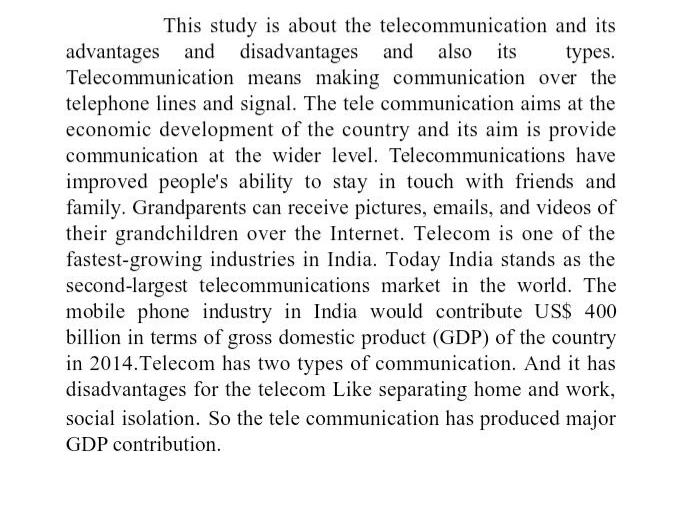 This study is about the telecommunication and its
advantages and disadvantages and also its types.
Telecommunication means making communication over the
telephone lines and signal. The tele communication aims at the
economic development of the country and its aim is provide
communication at the wider level. Telecommunications have
improved people's ability to stay in touch with friends and
family. Grandparents can receive pictures, emails, and videos of
their grandchildren over the Internet. Telecom is one of the
fastest-growing industries in India. Today India stands as the
second-largest telecommunications market in the world. The
mobile phone industry in India would contribute US$ 400
billion in terms of gross domestic product (GDP) of the country
in 2014.Telecom has two types of communication. And it has
disadvantages for the telecom Like separating home and work,
social isolation. So the tele communication has produced major
GDP contribution.